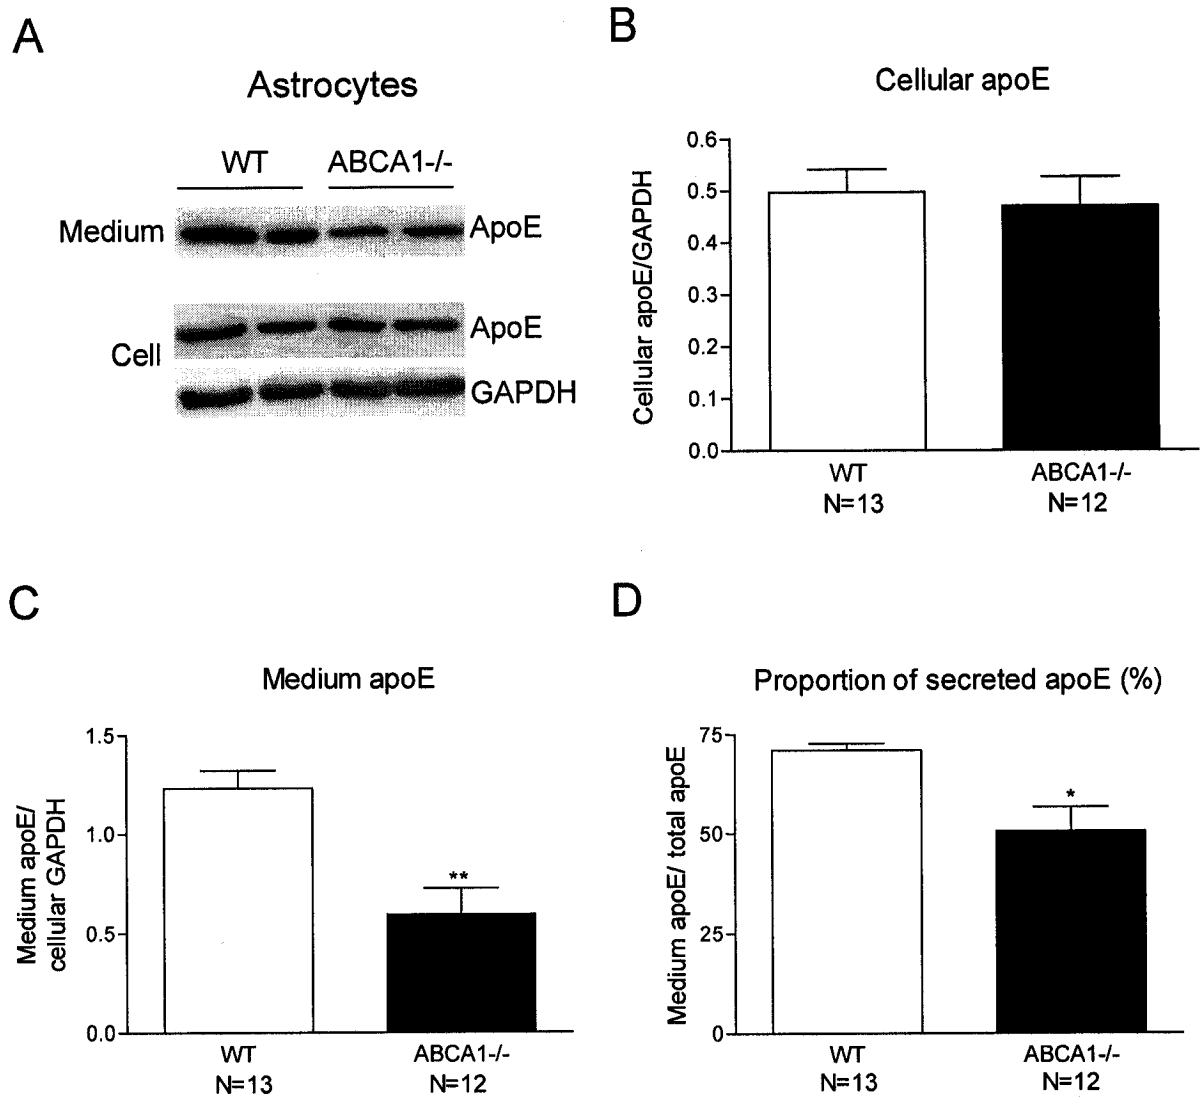 A
Astrocytes
WT ABCA1-/-
Medium ApoE
Cell ApoE
GAPDH
B
Cellular apoE
Cellular apoE/GAPDH
0.6
0.5
0.4
0.3
0.2
0.1
0.0
WT ABCA1-/-
N=13 N=12
C
Medium apoE
Medium apoE/
cellular GAPDH
1.5
1.0
0.5
0.0
**
WT ABCA1-/-
N=13 N=12
D
Proportion of secreted apoE (%)
Medium apoE/ total apoE
75
50
25
0
*
WT ABCA1-/-
N=13 N=12